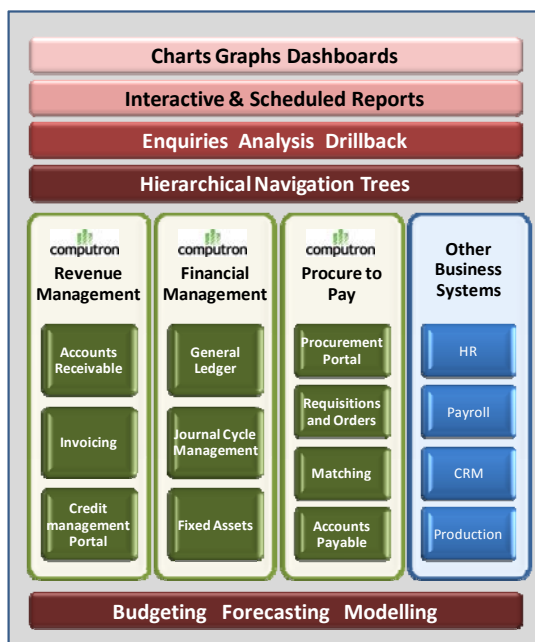 Charts Graphs Dashboards
Interactive & Scheduled Reports
Enquiries Analysis Drillback
Hierarchical Navigation Trees
computron
Revenue
Management
Accounts
Receivable
Invoicing
Credit
management
Portal
computron
Financial
Management
General
Ledger
Journal Cycle
Management
Fixed Assets
computron
Procure to
Pay
Procurement
Portal
Requisitions
and Orders
Matching
Accounts
Payable
Other
Business
Systems
HR
Payroll
CRM
Production
Budgeting Forecasting Modelling